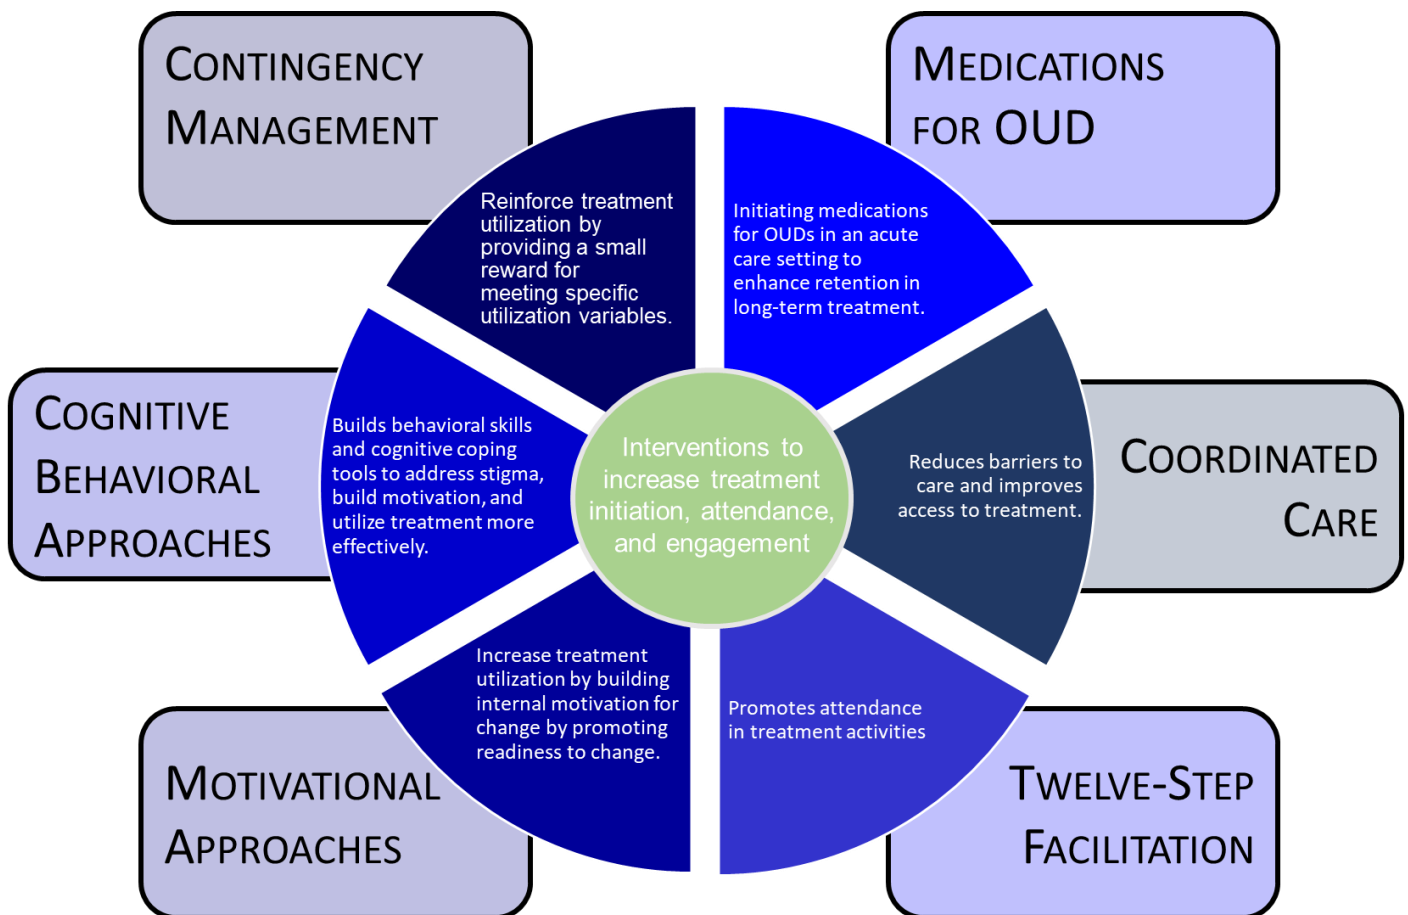 CONTINGENCY
MANAGEMENT
MEDICATIONS
FOR OUD
Reinforce treatment
utilization by
providing a small
reward for
meeting specific
utilization variables.
Initiating medications
for OUDs in an acute
care setting to
enhance retention in
long-term treatment.
COGNITIVE
BEHAVIORAL
APPROACHES
Builds behavioral skills
and cognitive coping
tools to address stigma,
build motivation, and
utilize treatment more
effectively.
Interventions to
increase treatment
initiation, attendance,
and engagement
Reduces barriers to
care and improves
access to treatment.
COORDINATED
CARE
Increase treatment
utilization by building
internal motivation for
change by promoting
readiness to change.
Promotes attendance
in treatment activities
MOTIVATIONAL
APPROACHES
TWELVE-STEP
FACILITATION